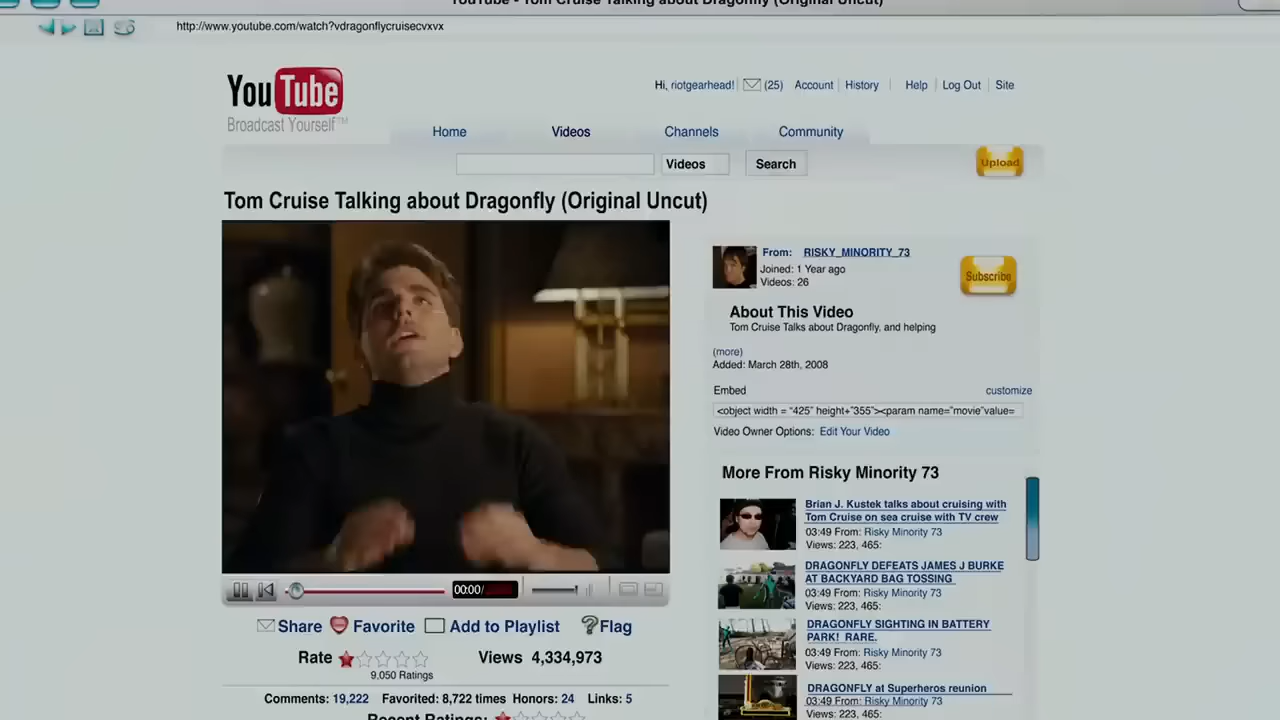 YouTube - Tom Cruise Talking about Dragonfly (Original Uncut)
http://www.youtube.com/watch?vdragonflycruisecvxvx
YouTube
Broadcast Yourself™
Hi, riotgearhead! (25) Account History Help Log Out Site
Home Videos Channels Community
Videos Search Upload
Tom Cruise Talking about Dragonfly (Original Uncut)
From: RISKY_MINORITY_73
Joined: 1 Year ago
Videos: 26
Subscribe
About This Video
Tom Cruise Talks about Dragonfly, and helping
(more)
Added: March 28th, 2008
Embed customize
<object width = "425" height+"355"><param name="movie"value=
Video Owner Options: Edit Your Video
More From Risky Minority 73
Brian J. Kustek talks about cruising with
Tom Cruise on sea cruise with TV crew
03:49 From: Risky Minority 73
Views: 223, 465:
DRAGONFLY DEFEATS JAMES J BURKE
AT BACKYARD BAG TOSSING
03:49 From: Risky Minority 73
Views: 223, 465:
DRAGONFLY SIGHTING IN BATTERY
PARK! RARE.
03:49 From: Risky Minority 73
Views: 223, 465:
DRAGONFLY at Superheros reunion
03:49 From: Risky Minority 73
Views: 223, 465:
00:00/
Share Favorite Add to Playlist Flag
Rate Views 4,334,973
9,050 Ratings
Comments: 19,222 Favorited: 8,722 times Honors: 24 Links: 5
Recent Ratings: